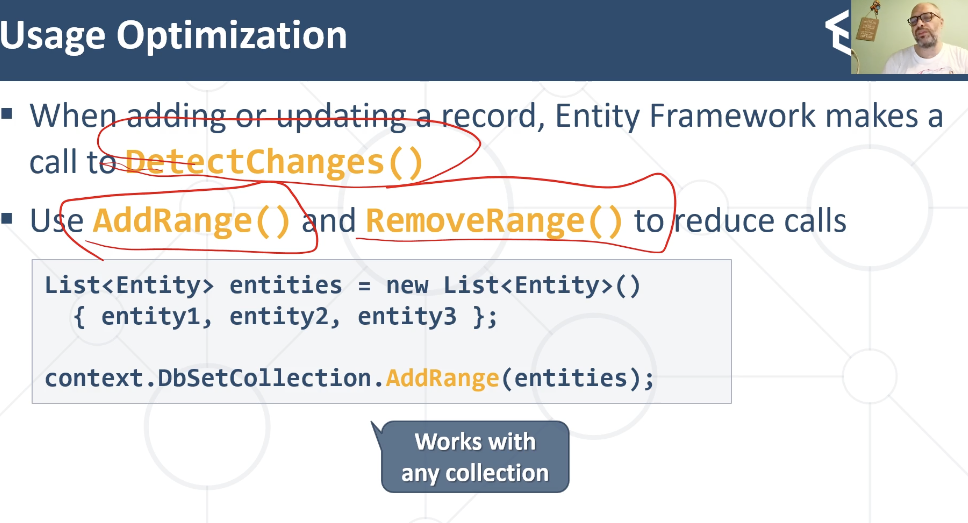 Usage Optimization
▪ When adding or updating a record, Entity Framework makes a
call to DetectChanges()
▪ Use AddRange() and RemoveRange() to reduce calls
List<Entity> entities = new List<Entity>()
{ entity1, entity2, entity3 };
context.DbSetCollection.AddRange(entities);
Works with
any collection